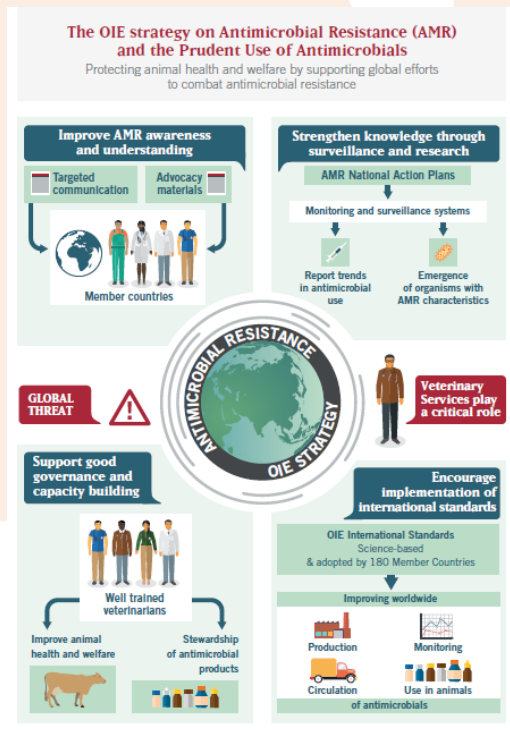 The OIE strategy on Antimicrobial Resistance (AMR)
and the Prudent Use of Antimicrobials
Protecting animal health and welfare by supporting global efforts
to combat antimicrobial resistance
Improve AMR awareness
and understanding
Targeted
communication
Advocacy
materials
Member countries
Strengthen knowledge through
surveillance and research
AMR National Action Plans
Monitoring and surveillance systems
Report trends
in antimicrobial
use
Emergence
of organisms with
AMR characteristics
ANTIMICROBIAL RESISTANCE
OIE STRATEGY
GLOBAL
THREAT
Veterinary
Services play
a critical role
Support good
governance and
capacity building
Well trained
veterinarians
Improve animal
health and welfare
Stewardship
of antimicrobial
products
Encourage
implementation of
international standards
OIE International Standards
Science-based
& adopted by 180 Member Countries
Improving worldwide
Production
Monitoring
Circulation
Use in animals
of antimicrobials